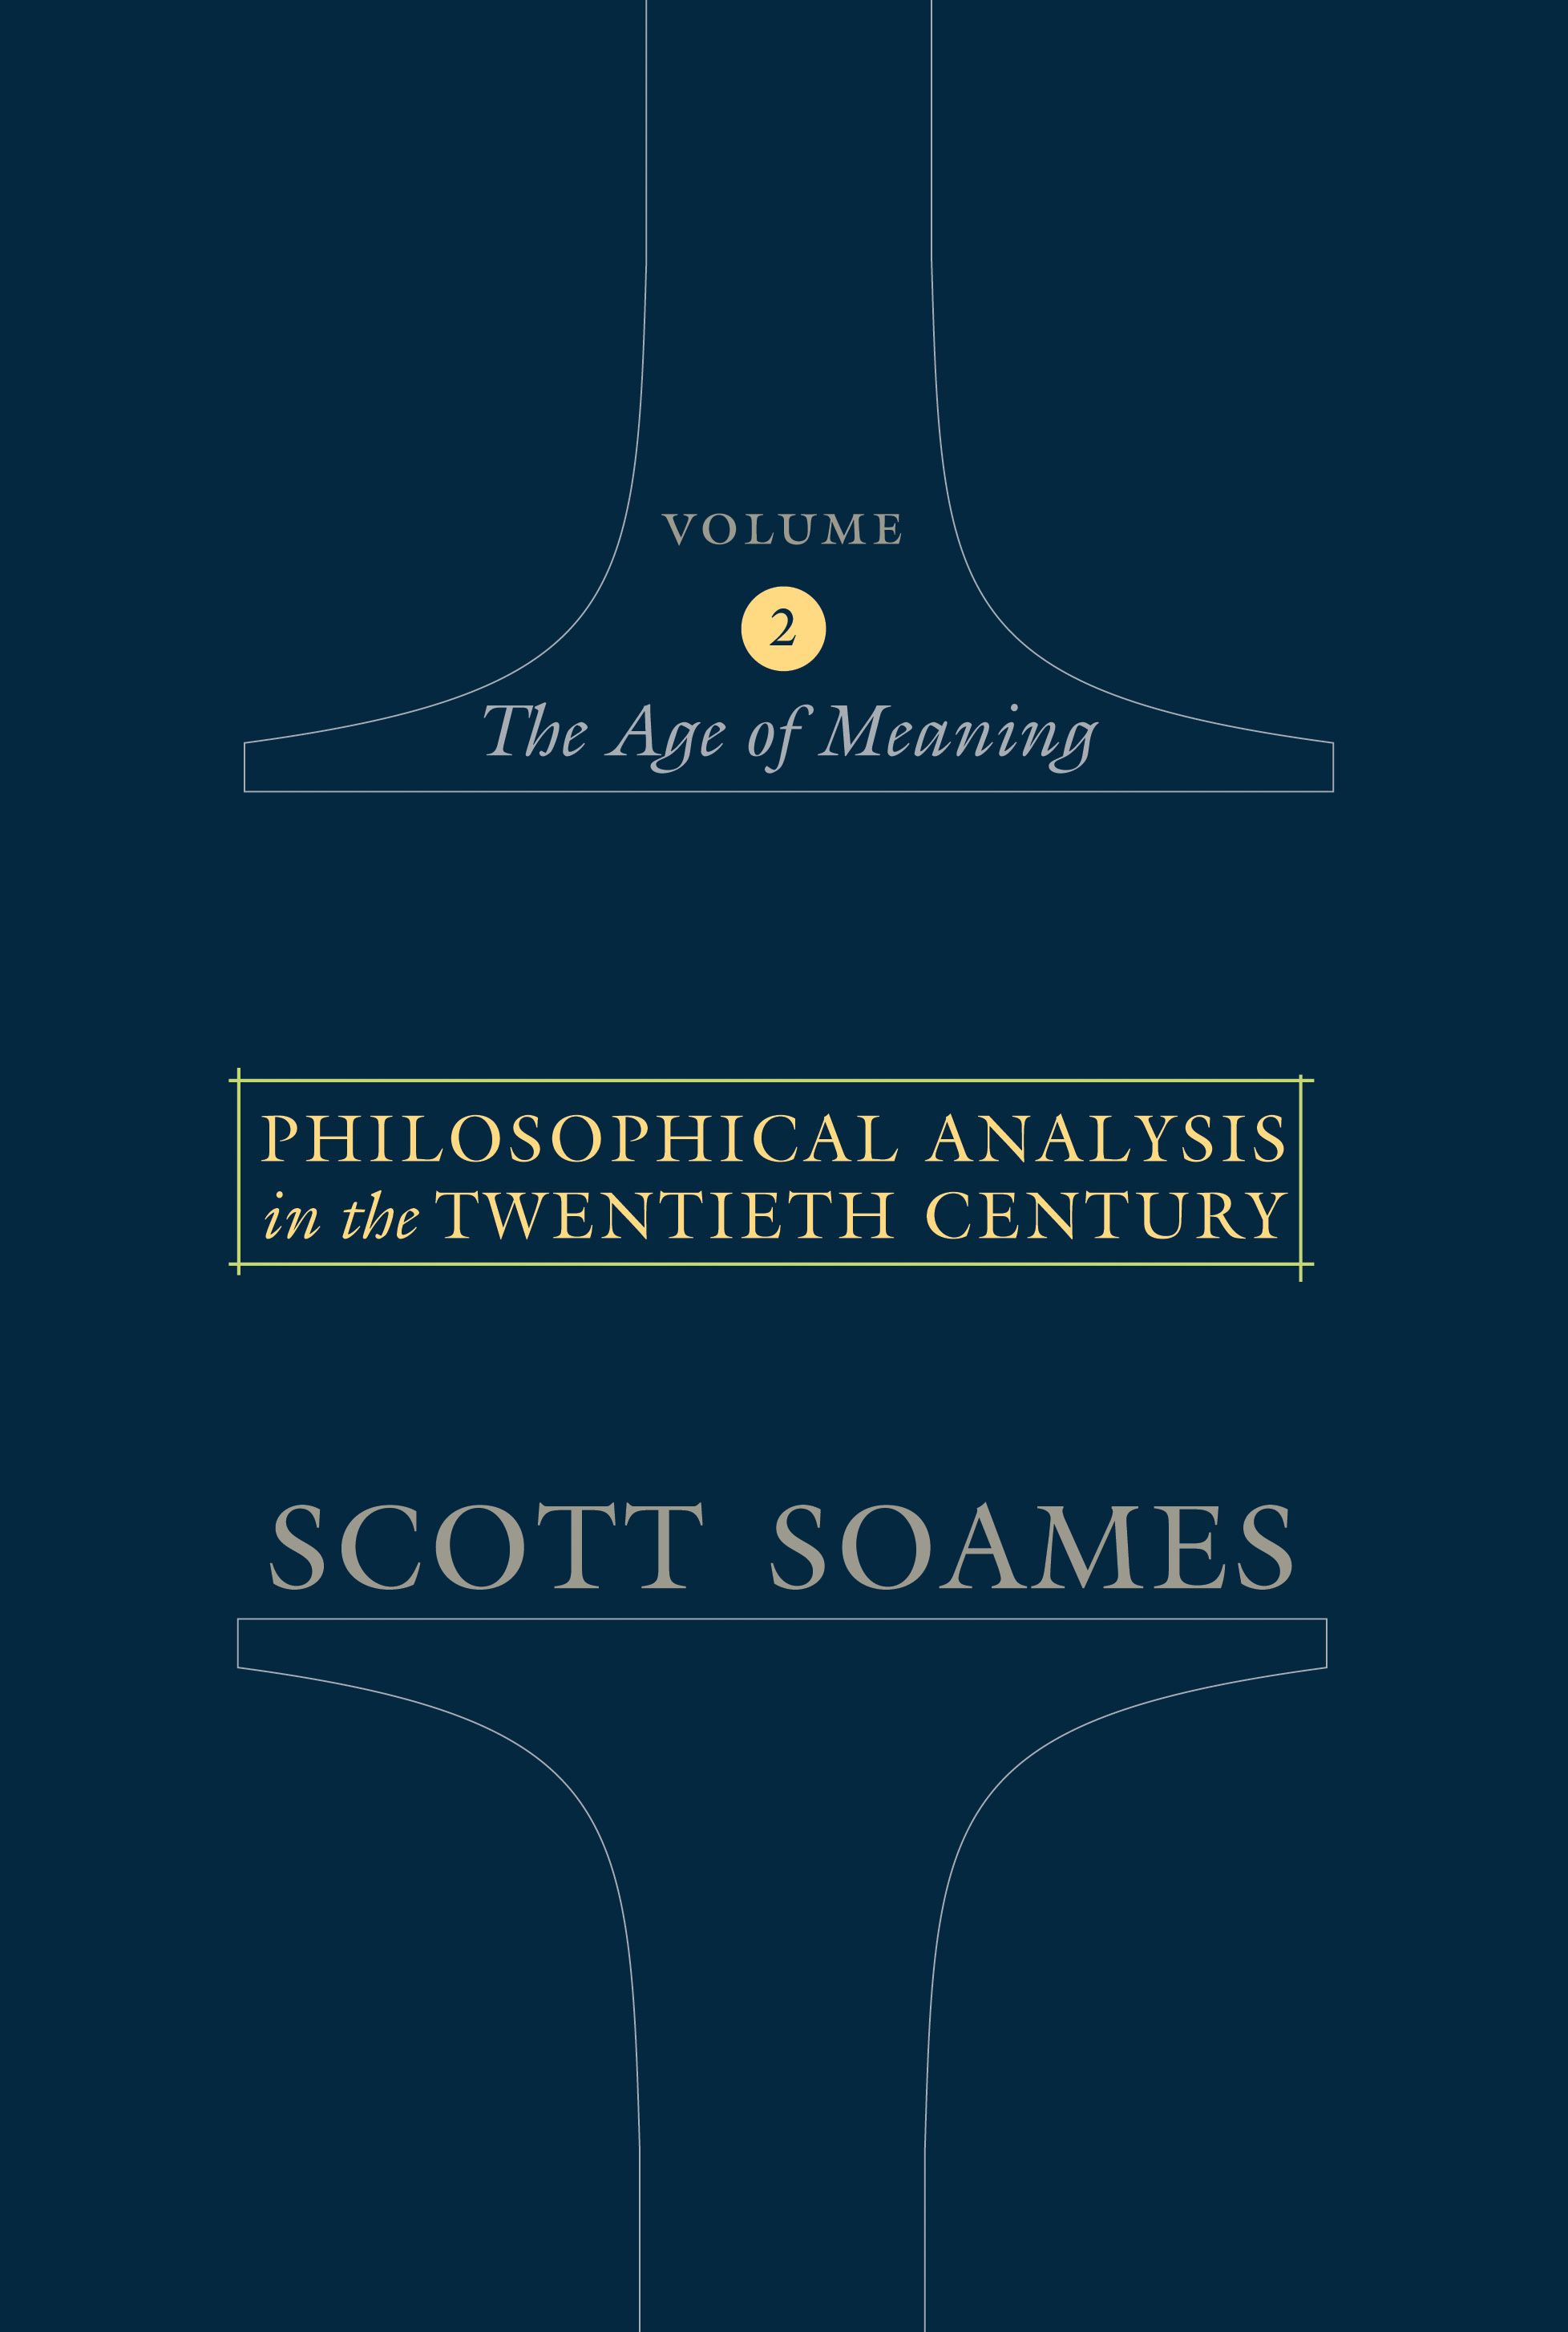 VOLUME
2
The Age of Meaning
PHILOSOPHICAL ANALYSIS
in the TWENTIETH CENTURY
SCOTT SOAMES